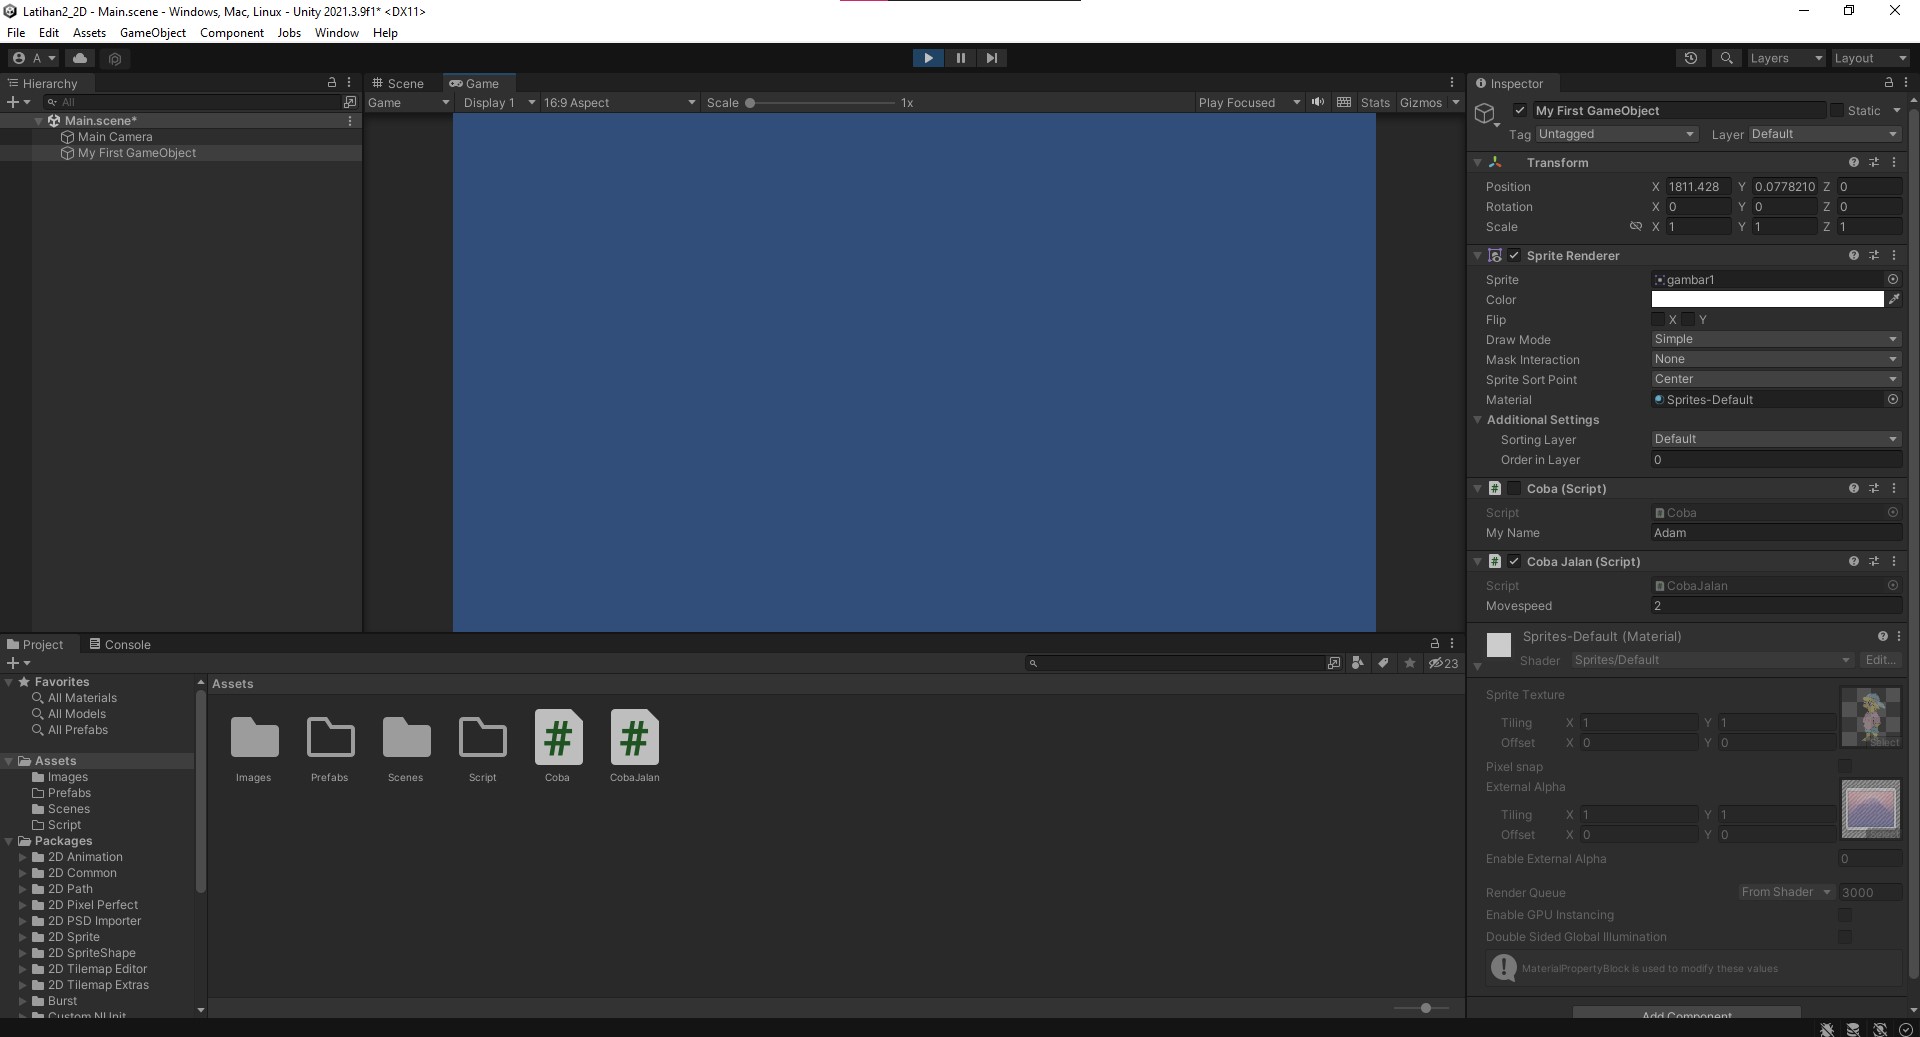 Latihan2_2D - Main.scene - Windows, Mac, Linux - Unity 2021.3.9f1* <DX11>
File Edit Assets GameObject Component Jobs Window Help
A Layers Layout
Hierarchy
All
Main.scene*
Main Camera
My First GameObject
Scene Game
Game Display 1 16:9 Aspect Scale 1x Play Focused Stats Gizmos
Inspector
My First GameObject Static
Tag Untagged Layer Default
Transform
Position X 1811.428 Y 0.0778210 Z 0
Rotation X 0 Y 0 Z 0
Scale X 1 Y 1 Z 1
Sprite Renderer
Sprite gambar1
Color
Flip X Y
Draw Mode Simple
Mask Interaction None
Sprite Sort Point Center
Material Sprites-Default
Additional Settings
Sorting Layer Default
Order in Layer 0
# Coba (Script)
Script Coba
My Name Adam
# Coba Jalan (Script)
Script CobaJalan
Movespeed 2
Sprites-Default (Material)
Shader Sprites/Default Edit...
Sprite Texture
Tiling X 1 Y 1
Offset X 0 Y 0
Select
Pixel snap
External Alpha
Tiling X 1 Y 1
Offset X 0 Y 0
Select
Enable External Alpha 0
Render Queue From Shader 3000
Enable GPU Instancing
Double Sided Global Illumination
MaterialPropertyBlock is used to modify these values
Add Component
Project Console
23
Favorites
All Materials
All Models
All Prefabs
Assets
Images
Prefabs
Scenes
Script
Packages
2D Animation
2D Common
2D Path
2D Pixel Perfect
2D PSD Importer
2D Sprite
2D SpriteShape
2D Tilemap Editor
2D Tilemap Extras
Burst
Custom NUnit
Assets
# #
Images Prefabs Scenes Script Coba CobaJalan